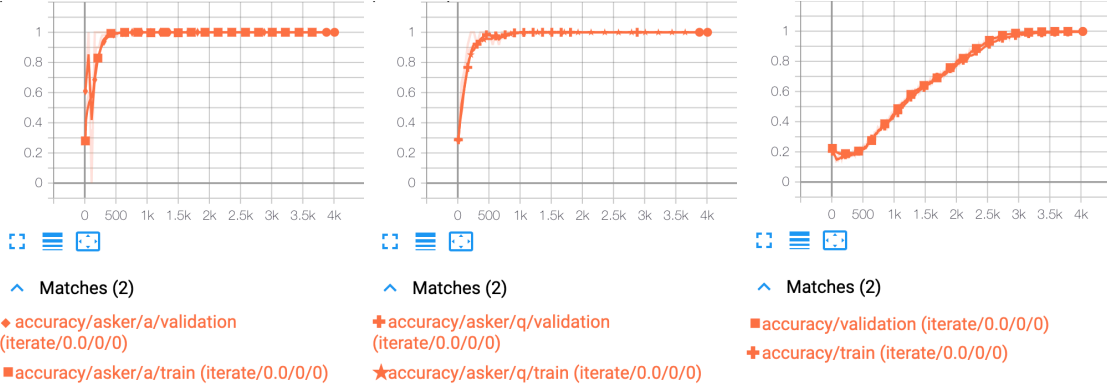 1
0.8
0.6
0.4
0.2
0
0 500 1k 1.5k 2k 2.5k 3k 3.5k 4k
Matches (2)
accuracy/asker/a/validation
(iterate/0.0/0/0)
accuracy/asker/a/train (iterate/0.0/0/0)
1
0.8
0.6
0.4
0.2
0
0 500 1k 1.5k 2k 2.5k 3k 3.5k 4k
Matches (2)
accuracy/asker/q/validation
(iterate/0.0/0/0)
accuracy/asker/q/train (iterate/0.0/0/0)
1
0.8
0.6
0.4
0.2
0
0 500 1k 1.5k 2k 2.5k 3k 3.5k 4k
Matches (2)
accuracy/validation (iterate/0.0/0/0)
accuracy/train (iterate/0.0/0/0)